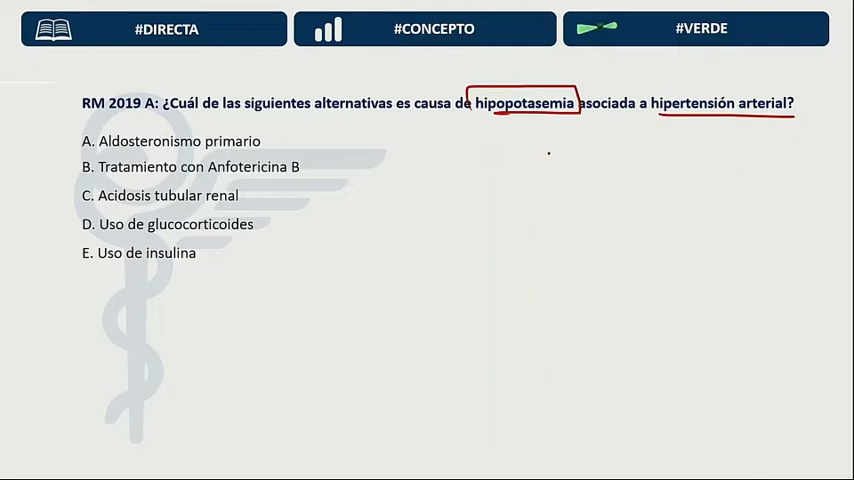 #DIRECTA
#CONCEPTO
#VERDE
RM 2019 A: ¿Cuál de las siguientes alternativas es causa de hipopotasemia asociada a hipertensión arterial?
A. Aldosteronismo primario
B. Tratamiento con Anfotericina B
C. Acidosis tubular renal
D. Uso de glucocorticoides
E. Uso de insulina